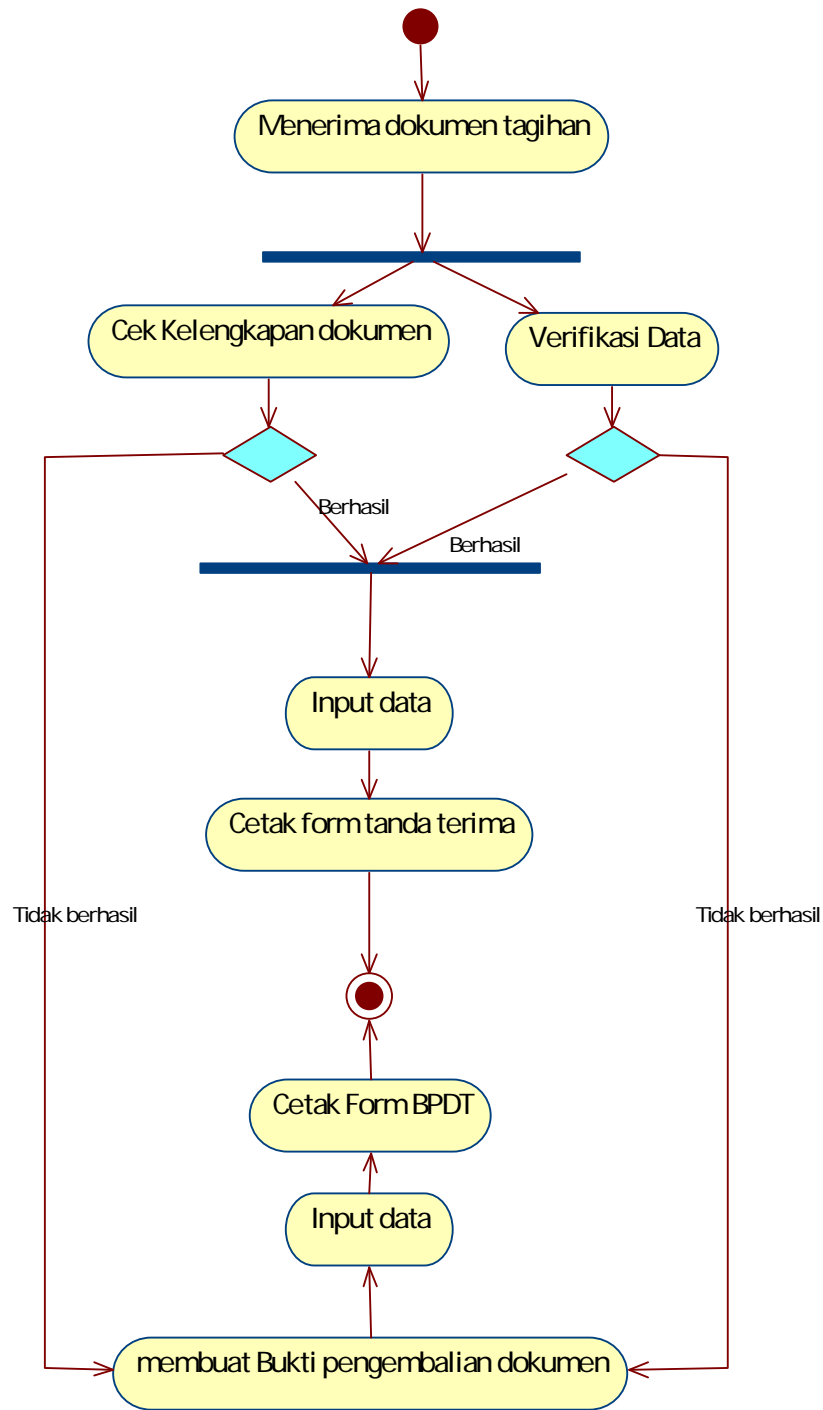 Menerima dokumen tagihan
Cek Kelengkapan dokumen
Verifikasi Data
Berhasil
Berhasil
Input data
Cetak form tanda terima
Tidak berhasil
Tidak berhasil
Cetak Form BPDT
Input data
membuat Bukti pengembalian dokumen